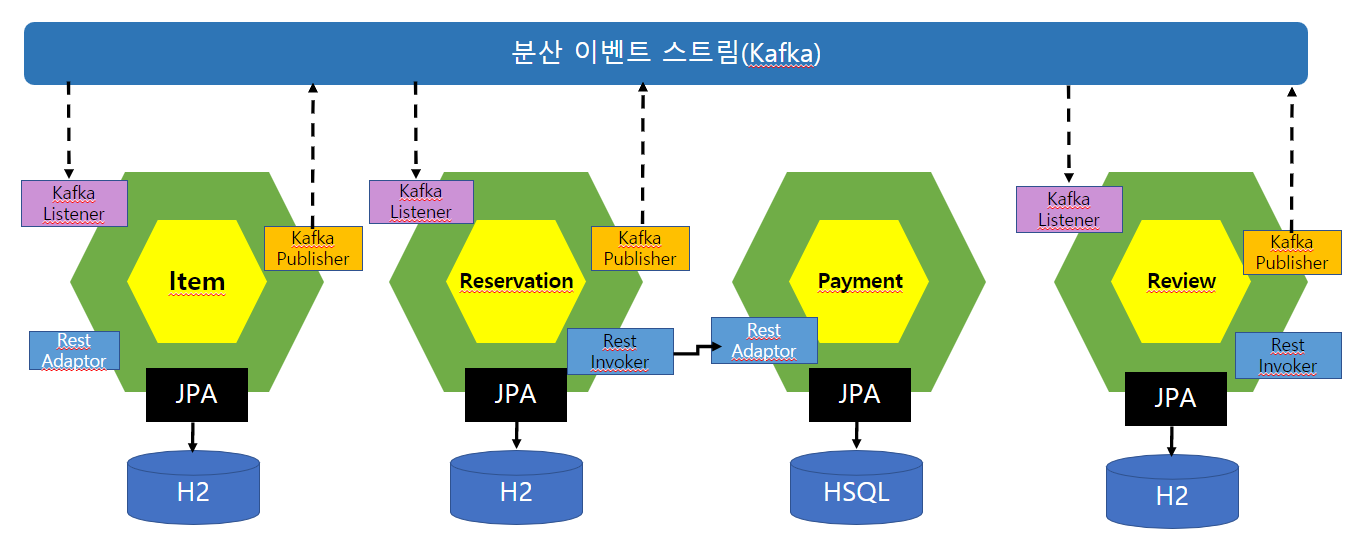 분산 이벤트 스트림(Kafka)
Kafka
Listener
Kafka
Publisher
Item
Rest
Adaptor
JPA
H2
Kafka
Listener
Kafka
Publisher
Reservation
Rest
Invoker
JPA
H2
Payment
Rest
Adaptor
JPA
HSQL
Kafka
Listener
Kafka
Publisher
Review
Rest
Invoker
JPA
H2